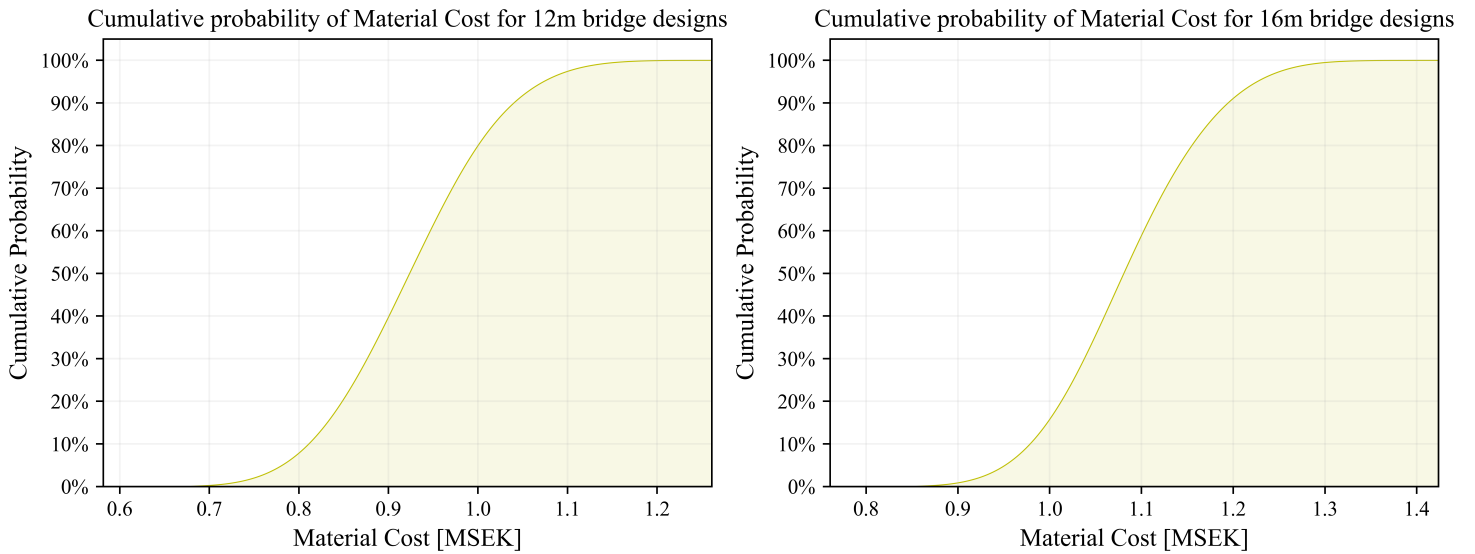 Cumulative probability of Material Cost for 12m bridge designs
Cumulative Probability
100%
90%
80%
70%
60%
50%
40%
30%
20%
10%
0%
0.6 0.7 0.8 0.9 1.0 1.1 1.2
Material Cost [MSEK]
Cumulative probability of Material Cost for 16m bridge designs
Cumulative Probability
100%
90%
80%
70%
60%
50%
40%
30%
20%
10%
0%
0.8 0.9 1.0 1.1 1.2 1.3 1.4
Material Cost [MSEK]